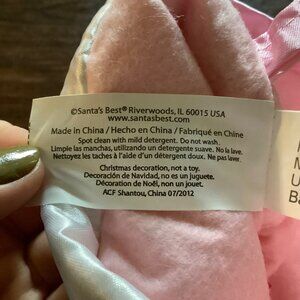 ©Santa's Best® Riverwoods, IL 60015 USA
www.santasbest.com
Made in China / Hecho en China / Fabriqué en Chine
Spot clean with mild detergent. Do not wash.
Limple las manchas, utilizando un detergente suave. No la lave.
Nettoyez les taches à l'aide d'un détergent doux. Ne pas laver.
Christmas decoration, not a toy.
Decoración de Navidad, no es un juguete.
Décoration de Noël, non un jouet.
ACF Shantou, China 07/2012